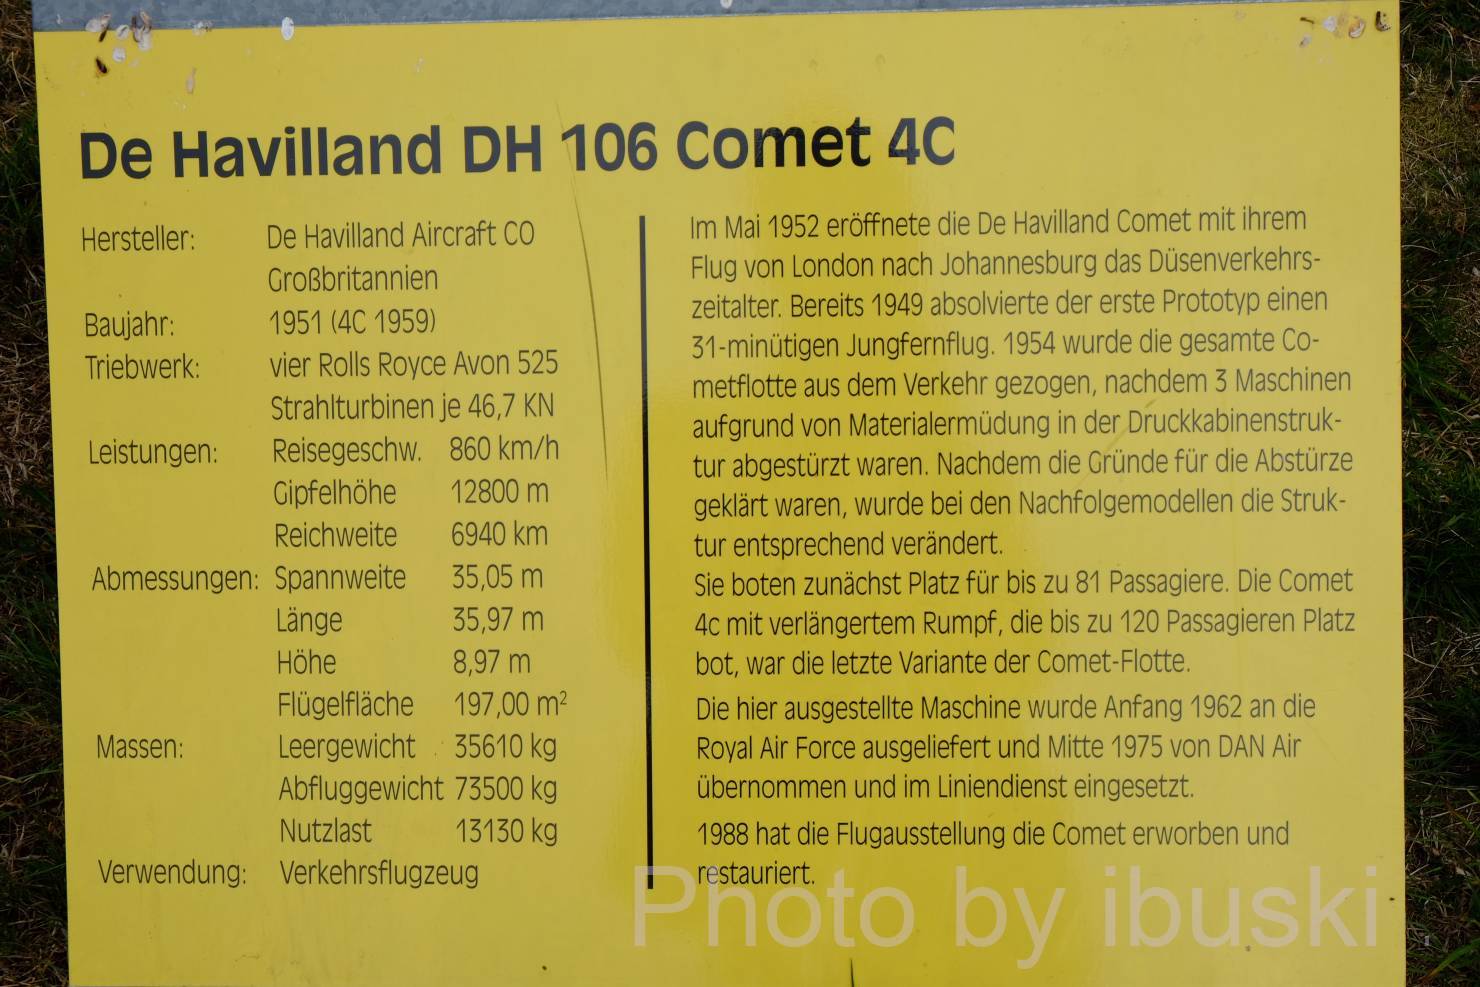 De Havilland DH 106 Comet 4C
Hersteller: De Havilland Aircraft CO
Großbritannien
Baujahr: 1951 (4C 1959)
Triebwerk: vier Rolls Royce Avon 525
Strahlturbinen je 46,7 KN
Leistungen: Reisegeschw. 860 km/h
Gipfelhöhe 12800 m
Reichweite 6940 km
Abmessungen: Spannweite 35,05 m
Länge 35,97 m
Höhe 8,97 m
Flügelfläche 197,00 m²
Massen: Leergewicht 35610 kg
Abfluggewicht 73500 kg
Nutzlast 13130 kg
Verwendung: Verkehrsflugzeug
Im Mai 1952 eröffnete die De Havilland Comet mit ihrem
Flug von London nach Johannesburg das Düsenverkehrs-
zeitalter. Bereits 1949 absolvierte der erste Prototyp einen
31-minütigen Jungfernflug. 1954 wurde die gesamte Co-
metflotte aus dem Verkehr gezogen, nachdem 3 Maschinen
aufgrund von Materialermüdung in der Druckkabinenstruk-
tur abgestürzt waren. Nachdem die Gründe für die Abstürze
geklärt waren, wurde bei den Nachfolgemodellen die Struk-
tur entsprechend verändert.
Sie boten zunächst Platz für bis zu 81 Passagiere. Die Comet
4c mit verlängertem Rumpf, die bis zu 120 Passagieren Platz
bot, war die letzte Variante der Comet-Flotte.
Die hier ausgestellte Maschine wurde Anfang 1962 an die
Royal Air Force ausgeliefert und Mitte 1975 von DAN Air
übernommen und im Liniendienst eingesetzt.
1988 hat die Flugausstellung die Comet erworben und
restauriert.
Photo by ibuski